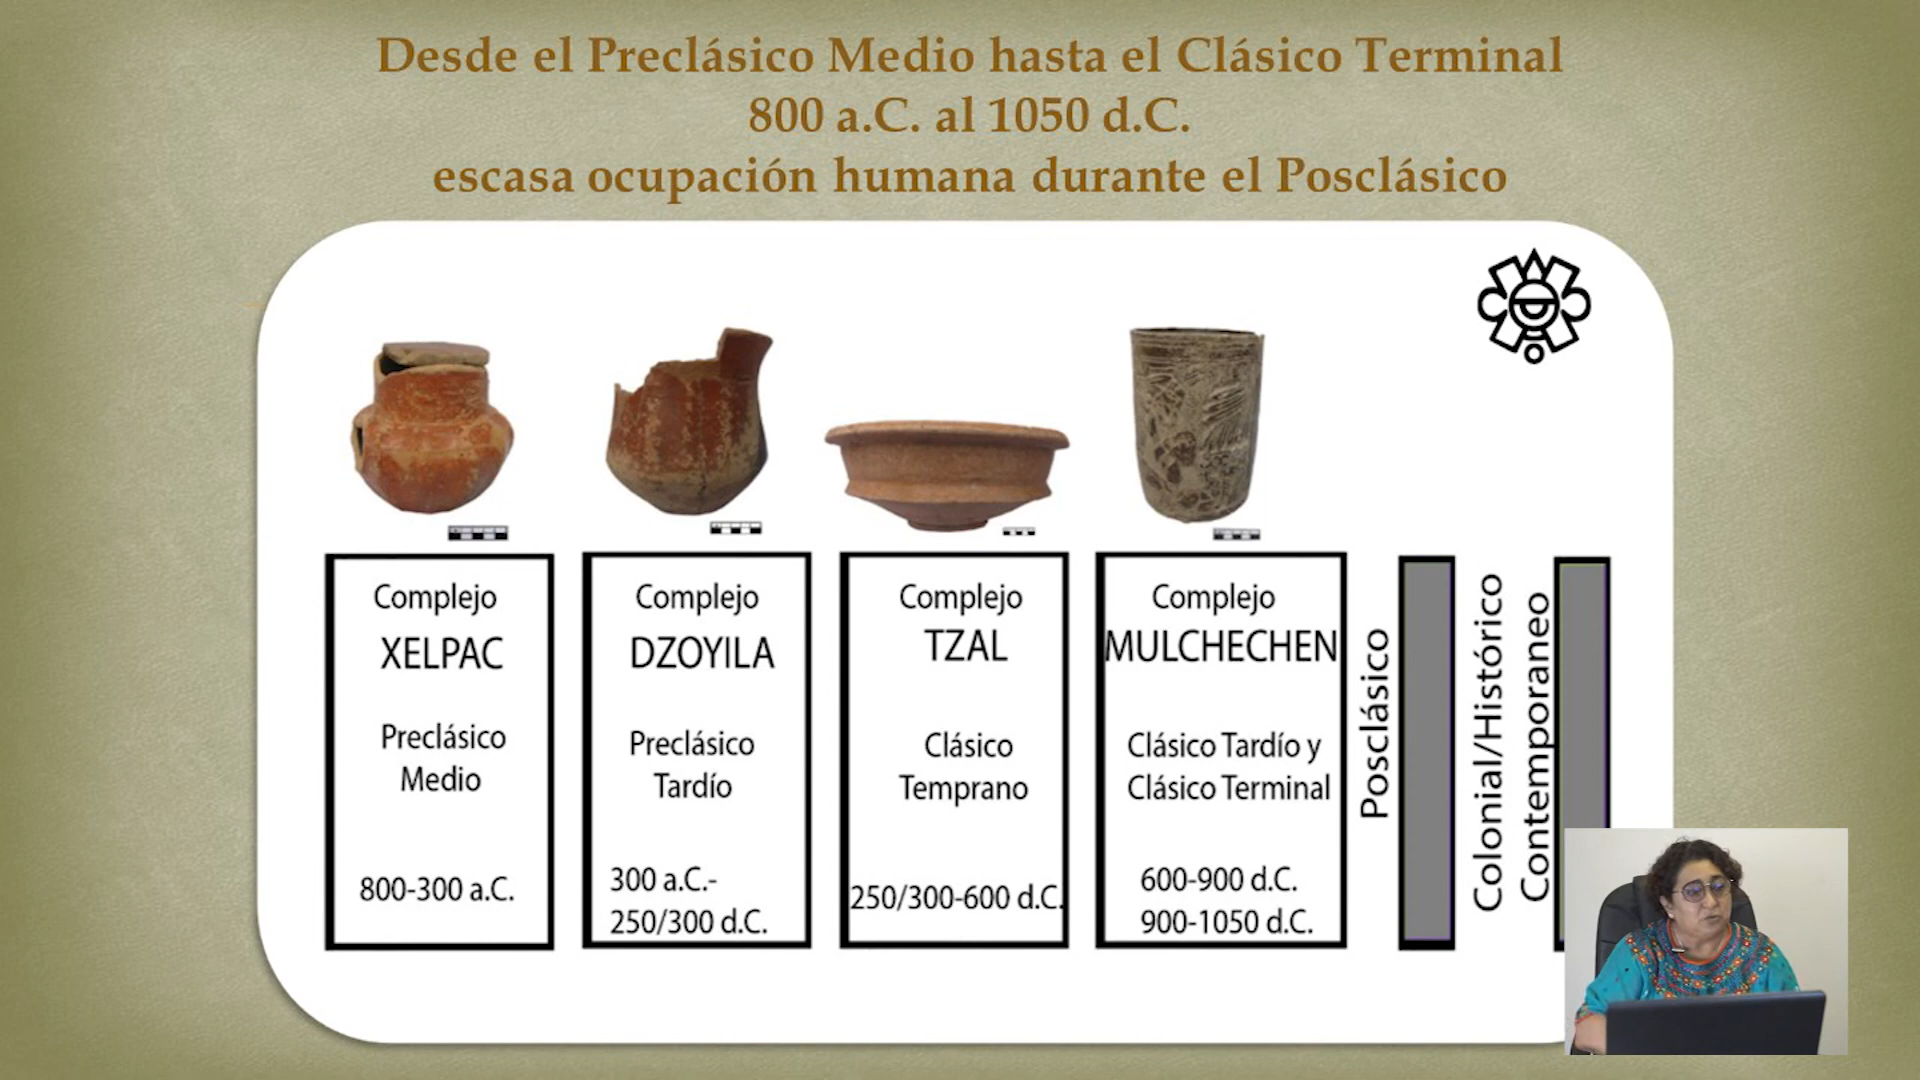 Desde el Preclásico Medio hasta el Clásico Terminal
800 a.C. al 1050 d.C.
escasa ocupación humana durante el Posclásico
Complejo
XELPAC
Preclásico
Medio
800-300 a.C.
Complejo
DZOYILA
Preclásico
Tardío
300 a.C.-
250/300 d.C.
Complejo
TZAL
Clásico
Temprano
250/300-600 d.C.
Complejo
MULCHECHEN
Clásico Tardío y
Clásico Terminal
600-900 d.C.
900-1050 d.C.
Posclásico
Colonial/Histórico
Contemporaneo